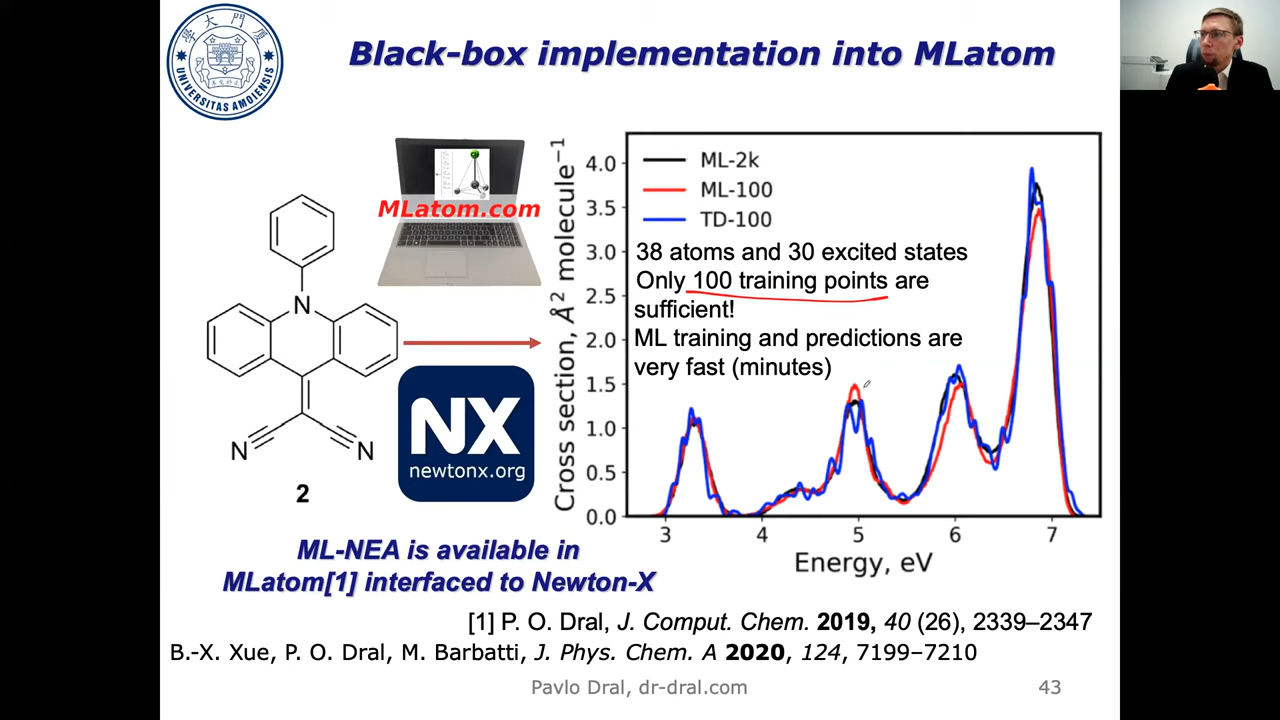 學大門廈
UNIVERSITAS AMOIENSIS
Black-box implementation into MLatom
MLatom.com
N
N
N
2
NX
newtonx.org
Cross section, Å² molecule⁻¹
4.0
3.5
3.0
2.5
2.0
1.5
1.0
0.5
0.0
ML-2k
ML-100
TD-100
38 atoms and 30 excited states
Only 100 training points are
sufficient!
ML training and predictions are
very fast (minutes)
3 4 5 6 7
Energy, eV
ML-NEA is available in
MLatom[1] interfaced to Newton-X
[1] P. O. Dral, J. Comput. Chem. 2019, 40 (26), 2339–2347
B.-X. Xue, P. O. Dral, M. Barbatti, J. Phys. Chem. A 2020, 124, 7199–7210
Pavlo Dral, dr-dral.com 43